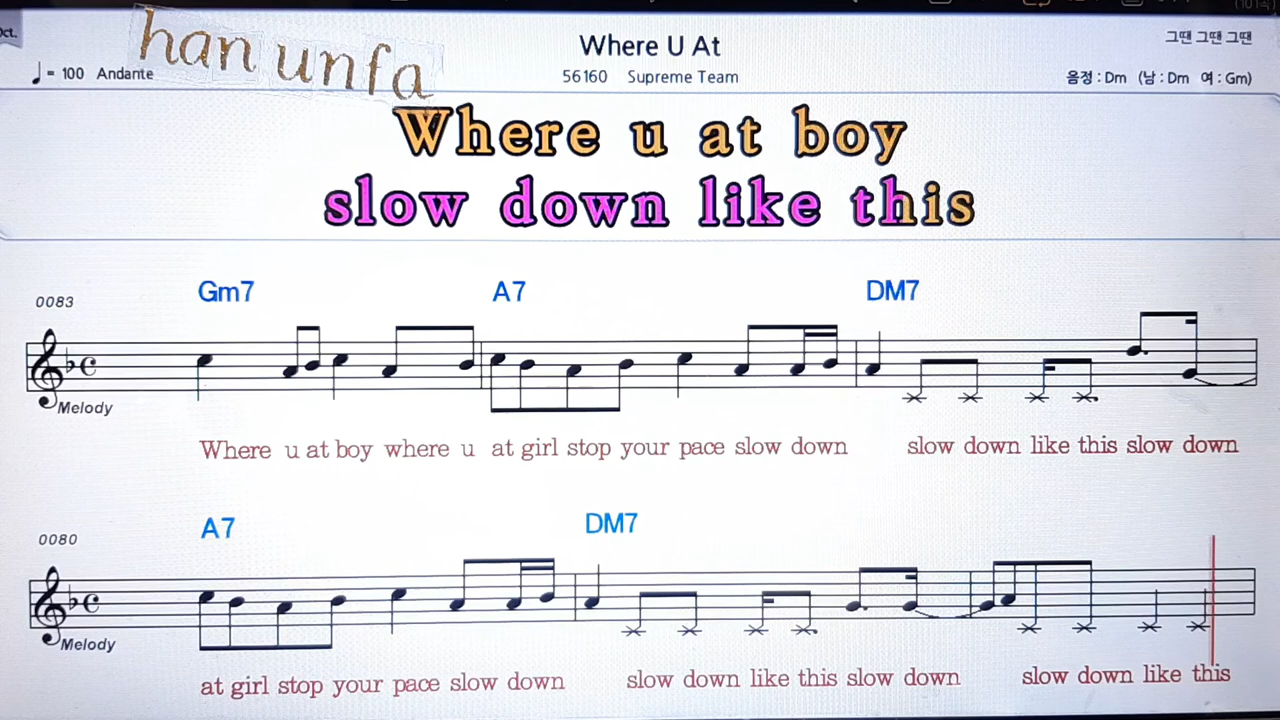 Oct.
han unfa
Where U At
그땐 그땐 그땐
♩= 100 Andante
56160 Supreme Team
음정 : Dm (남 : Dm 여 : Gm)
Where u at boy
slow down like this
0083
Gm7 A7 DM7
Melody
Where u at boy where u at girl stop your pace slow down slow down like this slow down
0080
A7 DM7
Melody
at girl stop your pace slow down slow down like this slow down slow down like this